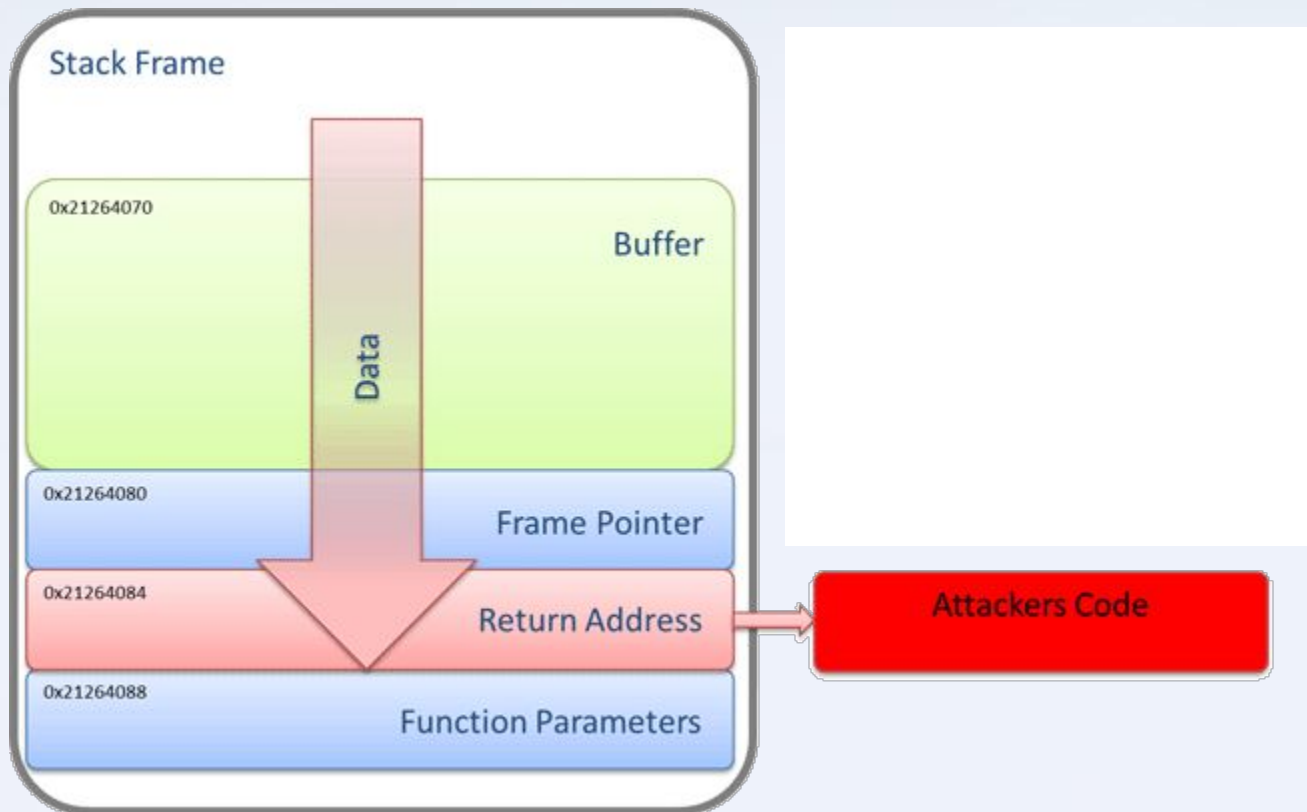 Stack Frame
0x21264070
Buffer
Data
0x21264080
Frame Pointer
0x21264084
Return Address
Attackers Code
0x21264088
Function Parameters